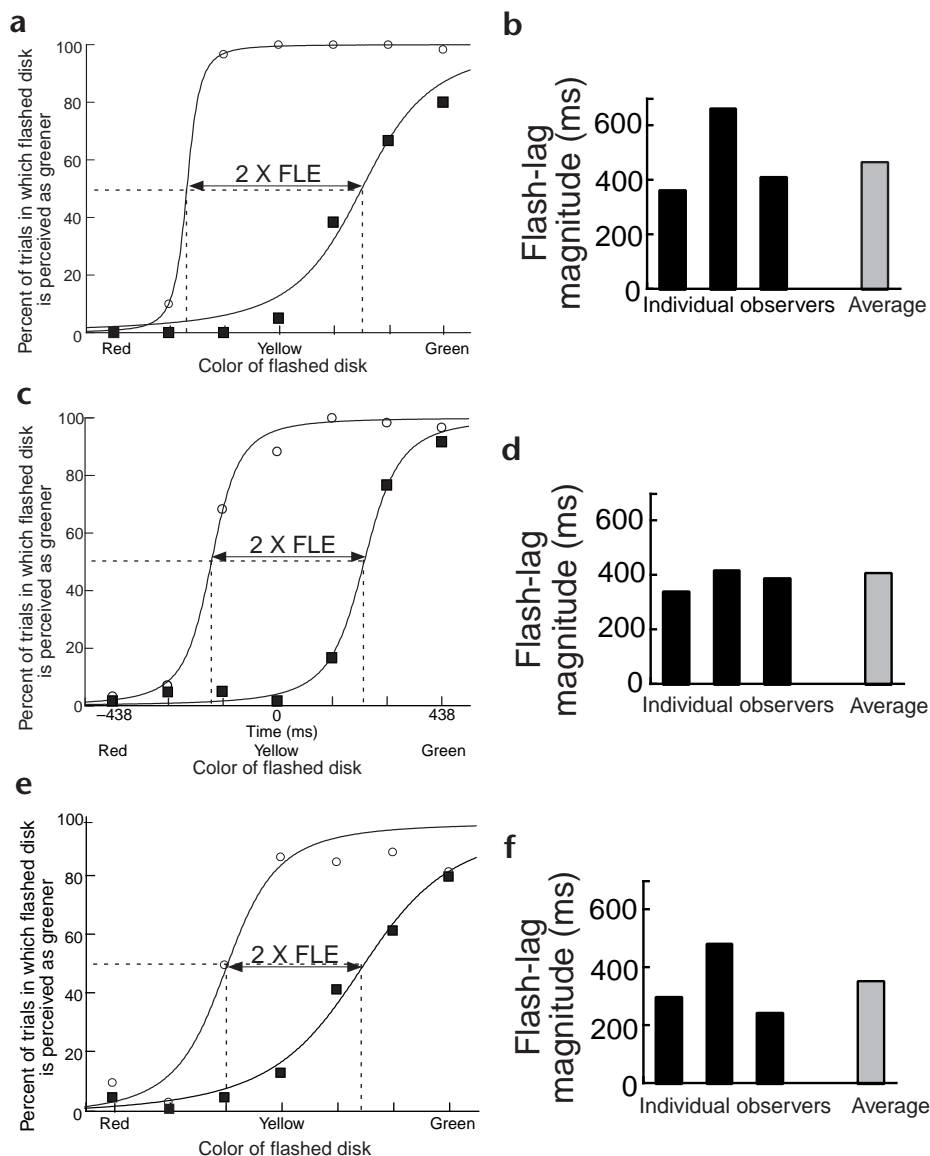 a
Percent of trials in which flashed disk
is perceived as greener
100
80
60
40
20
0
2 X FLE
Red
Yellow
Green
Color of flashed disk
b
Flash-lag
magnitude (ms)
600
400
200
0
Individual observers
Average
c
Percent of trials in which flashed disk
is perceived as greener
100
80
60
40
20
0
2 X FLE
–438
0
438
Time (ms)
Red
Yellow
Green
Color of flashed disk
d
Flash-lag
magnitude (ms)
600
400
200
0
Individual observers
Average
e
Percent of trials in which flashed disk
is perceived as greener
100
80
60
40
20
0
2 X FLE
Red
Yellow
Green
Color of flashed disk
f
Flash-lag
magnitude (ms)
600
400
200
0
Individual observers
Average